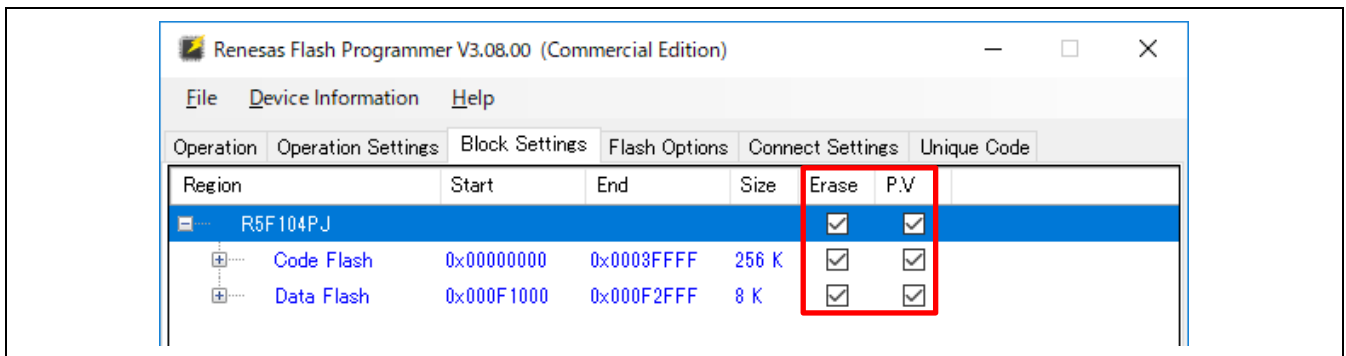 Renesas Flash Programmer V3.08.00 (Commercial Edition)
File Device Information Help
Operation Operation Settings Block Settings Flash Options Connect Settings Unique Code
Region Start End Size Erase P.V
R5F104PJ
Code Flash 0x00000000 0x0003FFFF 256 K
Data Flash 0x000F1000 0x000F2FFF 8 K